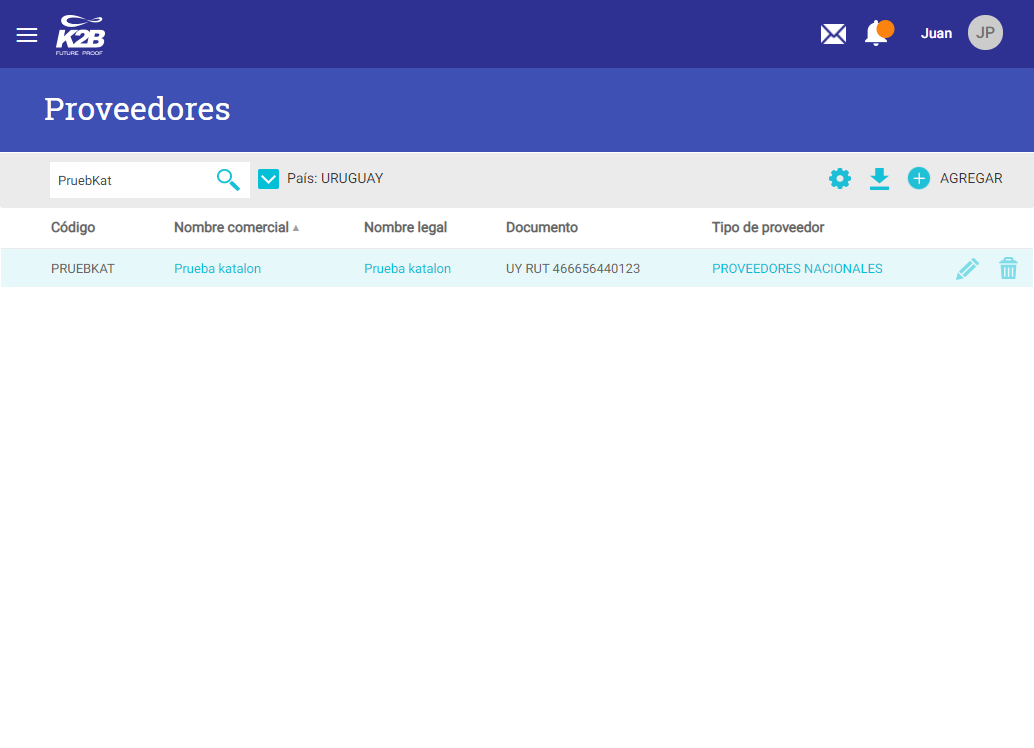 K2B
FUTURE PROOF
Juan
JP
Proveedores
PruebKat
País: URUGUAY
AGREGAR
Código
Nombre comercial
Nombre legal
Documento
Tipo de proveedor
PRUEBKAT
Prueba katalon
Prueba katalon
UY RUT 466656440123
PROVEEDORES NACIONALES